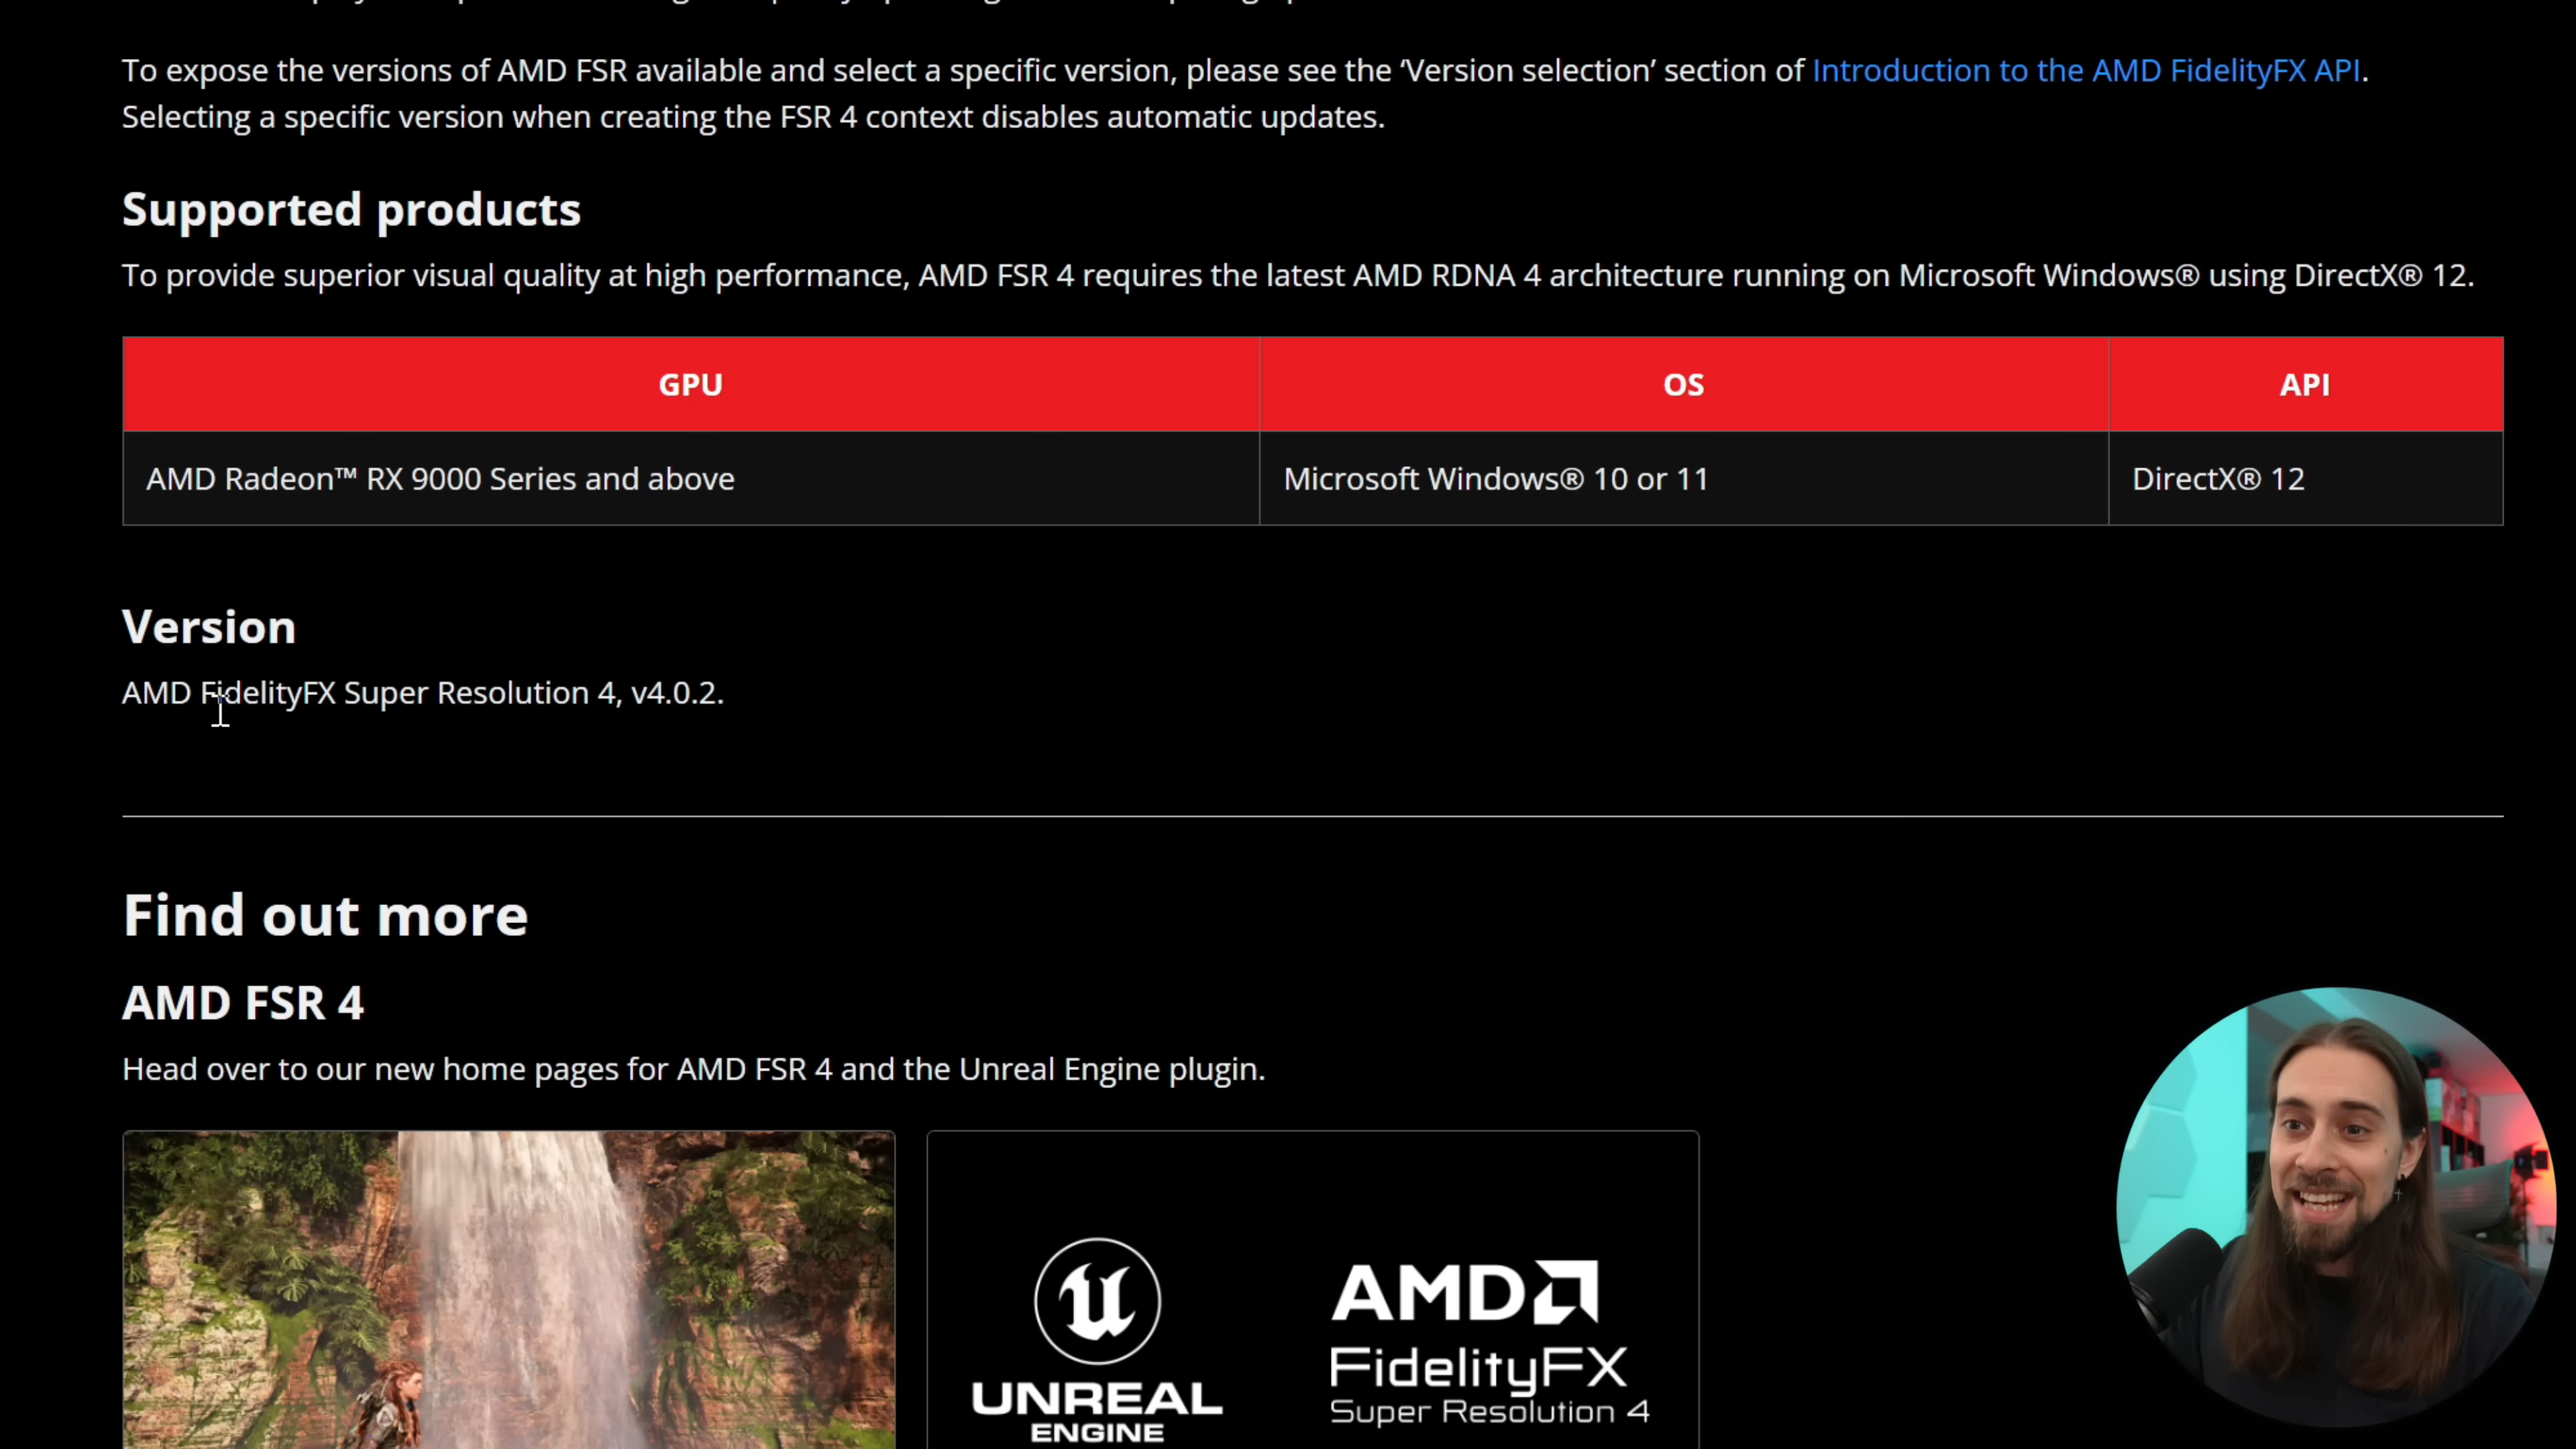 To expose the versions of AMD FSR available and select a specific version, please see the ‘Version selection’ section of Introduction to the AMD FidelityFX API.
Selecting a specific version when creating the FSR 4 context disables automatic updates.
Supported products
To provide superior visual quality at high performance, AMD FSR 4 requires the latest AMD RDNA 4 architecture running on Microsoft Windows® using DirectX® 12.
GPU OS API
AMD Radeon™ RX 9000 Series and above Microsoft Windows® 10 or 11 DirectX® 12
Version
AMD FidelityFX Super Resolution 4, v4.0.2.
Find out more
AMD FSR 4
Head over to our new home pages for AMD FSR 4 and the Unreal Engine plugin.
UNREAL
ENGINE
AMD
FidelityFX
Super Resolution 4